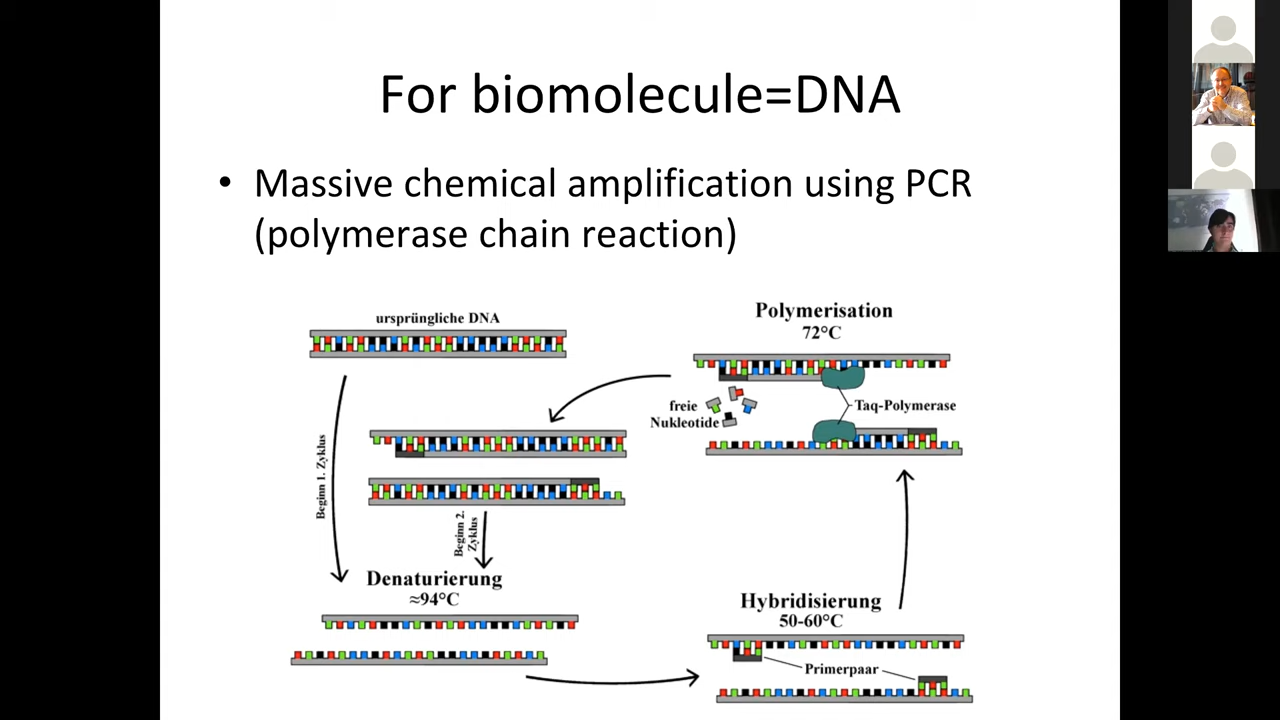 For biomolecule=DNA
• Massive chemical amplification using PCR
(polymerase chain reaction)
ursprüngliche DNA
Polymerisation
72°C
freie
Nukleotide
Taq-Polymerase
Beginn 1. Zyklus
Beginn 2.
Zyklus
Denaturierung
≈94°C
Hybridisierung
50-60°C
Primerpaar